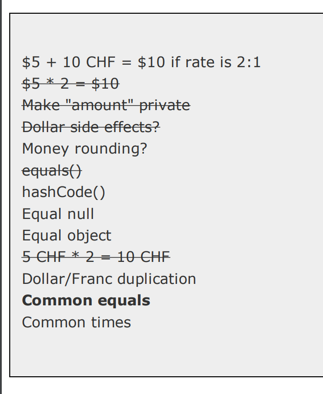 $5 + 10 CHF = $10 if rate is 2:1
$5 * 2 = $10
Make "amount" private
Dollar side effects?
Money rounding?
equals()
hashCode()
Equal null
Equal object
5 CHF * 2 = 10 CHF
Dollar/Franc duplication
Common equals
Common times